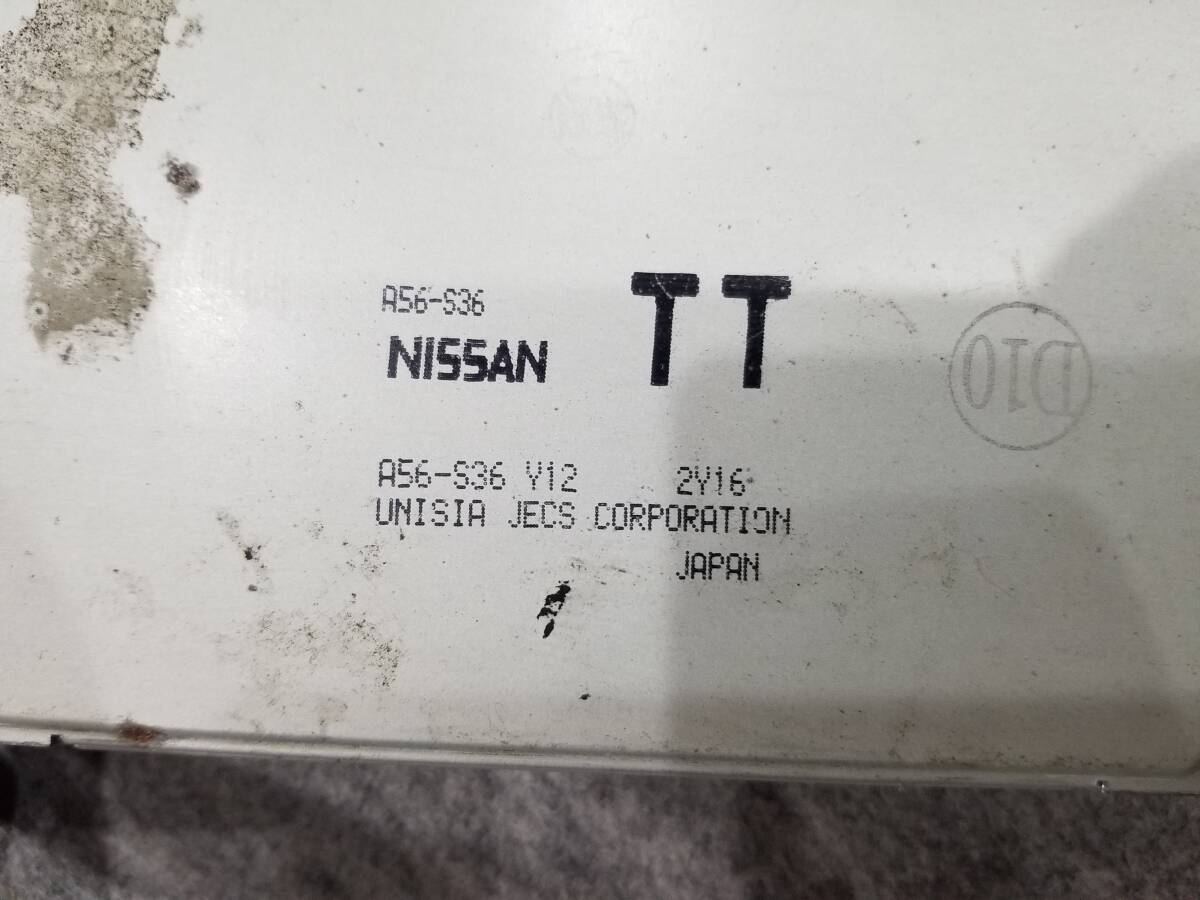 A56-S36
NISSAN TT
A56-S36 Y12 2Y16
UNISIA JECS CORPORATION
JAPAN
D10